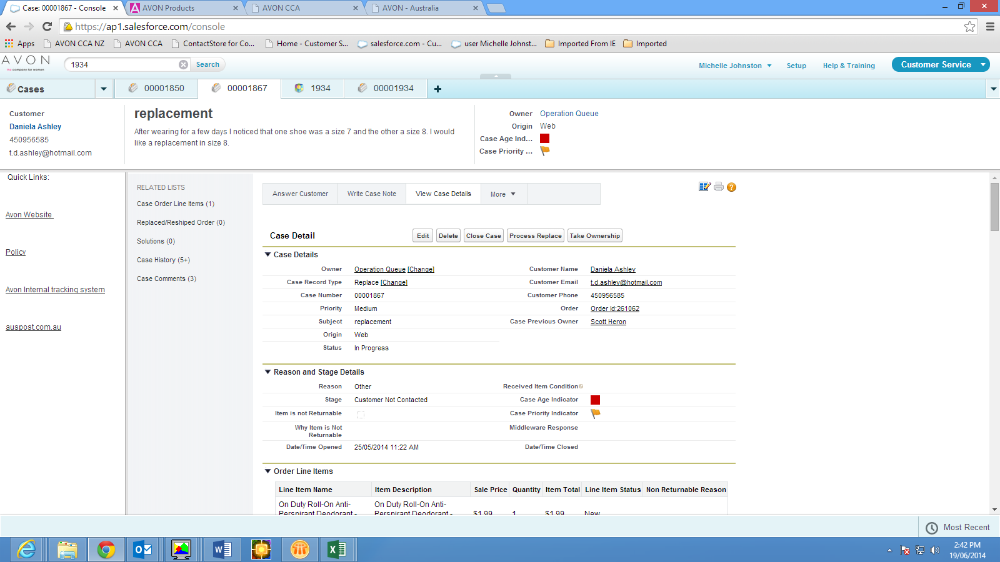 Case: 00001867 - Console
AVON Products
AVON CCA
AVON - Australia
https://ap1.salesforce.com/console
Apps
AVON CCA NZ
AVON CCA
ContactStore for Co...
Home - Customer S...
salesforce.com - Cu...
user Michelle Johnst...
Imported From IE
Imported
AVON
the company for women
1934
Search
Michelle Johnston
Setup
Help & Training
Customer Service
Cases
00001850
00001867
1934
00001934
Customer
Daniela Ashley
450956585
t.d.ashley@hotmail.com
replacement
After wearing for a few days I noticed that one shoe was a size 7 and the other a size 8. I would
like a replacement in size 8.
Owner Operation Queue
Origin Web
Case Age Ind...
Case Priority ...
Quick Links:
Avon Website
Policy
Avon Internal tracking system
auspost.com.au
RELATED LISTS
Case Order Line Items (1)
Replaced/Reshiped Order (0)
Solutions (0)
Case History (5+)
Case Comments (3)
Answer Customer
Write Case Note
View Case Details
More
Case Detail
Edit
Delete
Close Case
Process Replace
Take Ownership
Case Details
Owner Operation Queue [Change]
Customer Name Daniela Ashley
Case Record Type Replace [Change]
Customer Email t.d.ashley@hotmail.com
Case Number 00001867
Customer Phone 450956585
Priority Medium
Order Order Id:261062
Subject replacement
Case Previous Owner Scott Heron
Origin Web
Status In Progress
Reason and Stage Details
Reason Other
Received Item Condition
Stage Customer Not Contacted
Case Age Indicator
Item is not Returnable
Case Priority Indicator
Why Item is Not
Returnable
Middleware Response
Date/Time Opened 25/05/2014 11:22 AM
Date/Time Closed
Order Line Items
Line Item Name Item Description Sale Price Quantity Item Total Line Item Status Non Returnable Reason
On Duty Roll-On Anti- On Duty Roll-On Anti-
Perspirant Deodorant - Perspirant Deodorant - $1.99 1 $1.99 New
Most Recent
2:42 PM
19/06/2014